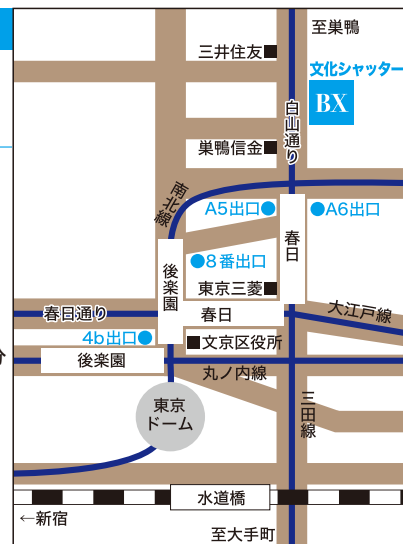 至巣鴨
三井住友
文化シャッター
BX
白山通り
巣鴨信金
南北線
A5出口
A6出口
春日
8番出口
後楽園
東京三菱
春日
大江戸線
春日通り
4b出口
文京区役所
分
後楽園
丸ノ内線
東京
ドーム
三田線
水道橋
←新宿
至大手町